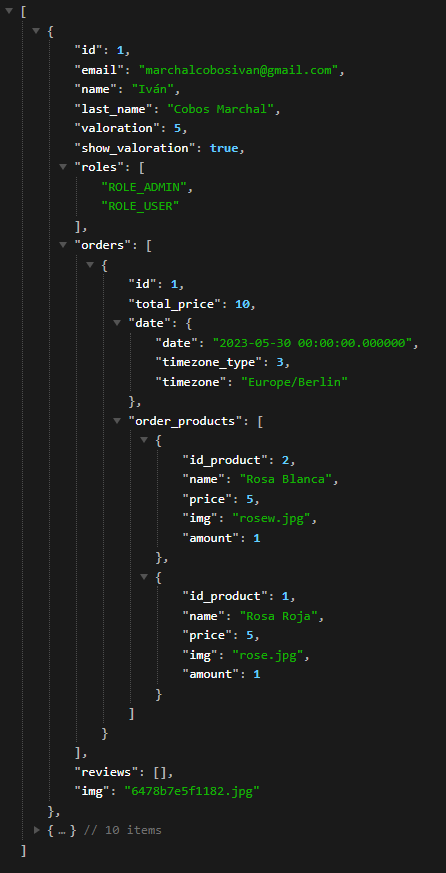 [
{
"id": 1,
"email": "marchalcobosivan@gmail.com",
"name": "Iván",
"last_name": "Cobos Marchal",
"valoration": 5,
"show_valoration": true,
"roles": [
"ROLE_ADMIN",
"ROLE_USER"
],
"orders": [
{
"id": 1,
"total_price": 10,
"date": {
"date": "2023-05-30 00:00:00.000000",
"timezone_type": 3,
"timezone": "Europe/Berlin"
},
"order_products": [
{
"id_product": 2,
"name": "Rosa Blanca",
"price": 5,
"img": "rosew.jpg",
"amount": 1
},
{
"id_product": 1,
"name": "Rosa Roja",
"price": 5,
"img": "rose.jpg",
"amount": 1
}
]
}
],
"reviews": [],
"img": "6478b7e5f1182.jpg"
},
{ … } // 10 items
]